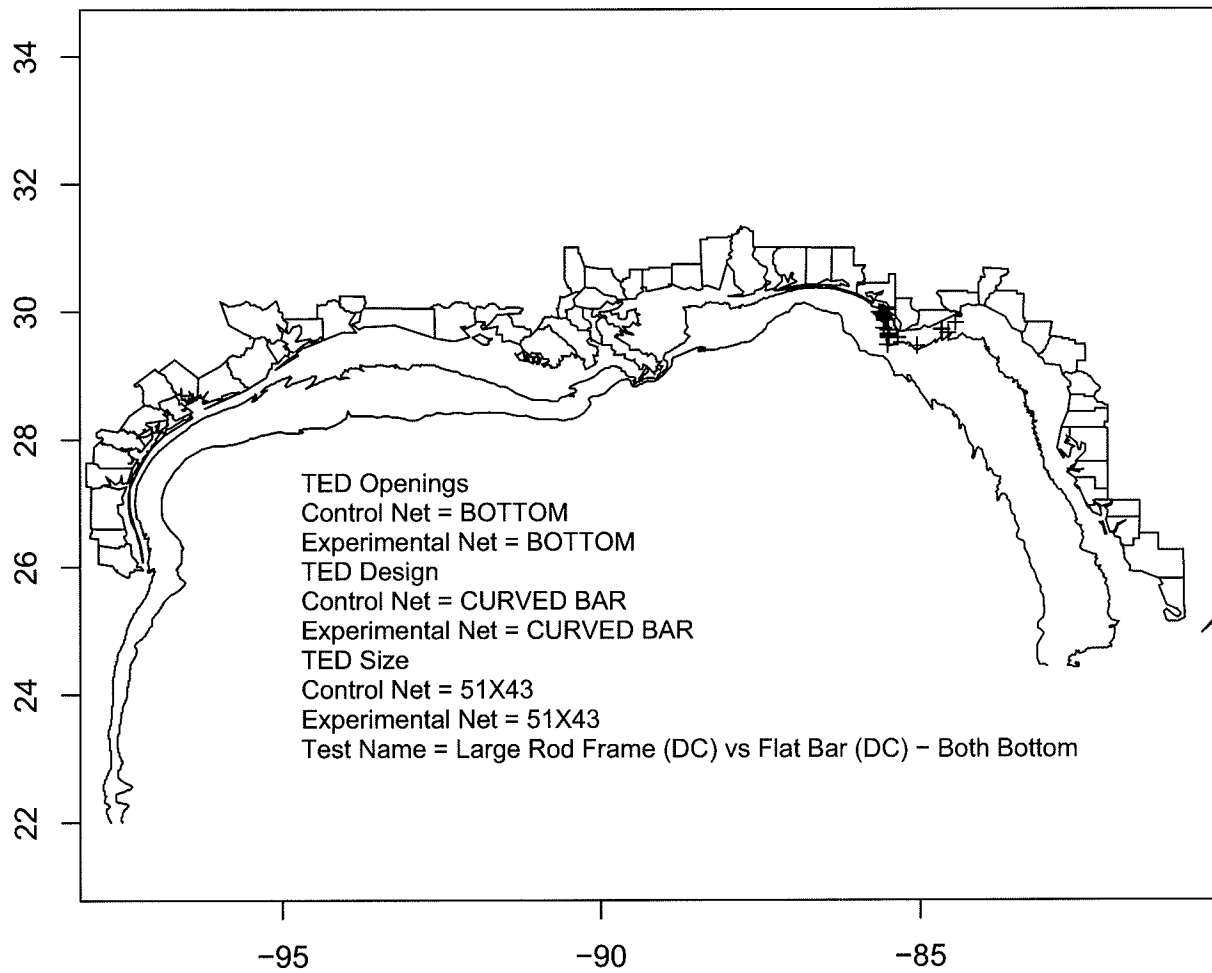 34
32
30
28
26
24
22
TED Openings
Control Net = BOTTOM
Experimental Net = BOTTOM
TED Design
Control Net = CURVED BAR
Experimental Net = CURVED BAR
TED Size
Control Net = 51X43
Experimental Net = 51X43
Test Name = Large Rod Frame (DC) vs Flat Bar (DC) − Both Bottom
−95 −90 −85